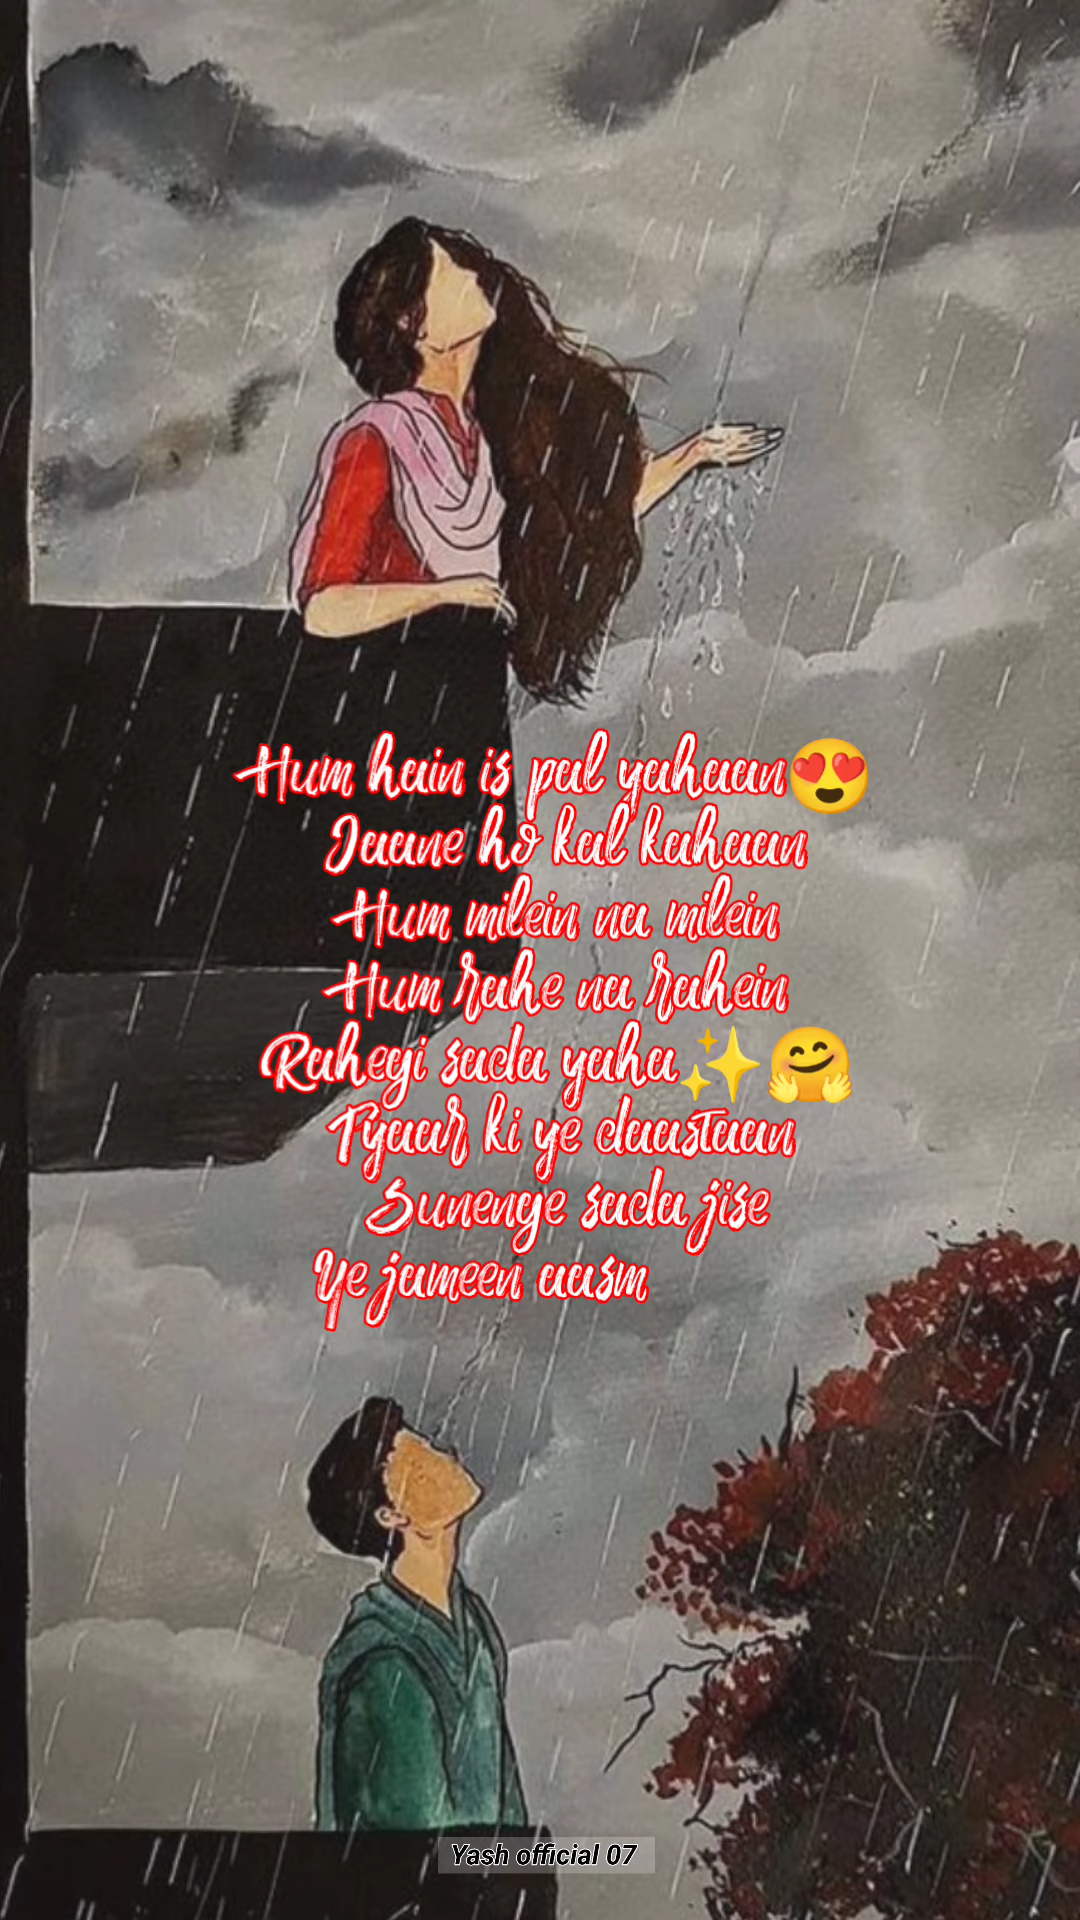 Hum hain is pal yahaan😍
Jaane ho kal kahaan
Hum milein na milein
Hum rahe na rahein
Rahegi sada yaha✨🤗
Pyaar ki ye daastaan
Sunenge sada jise
Ye jameen aasm
Yash official 07